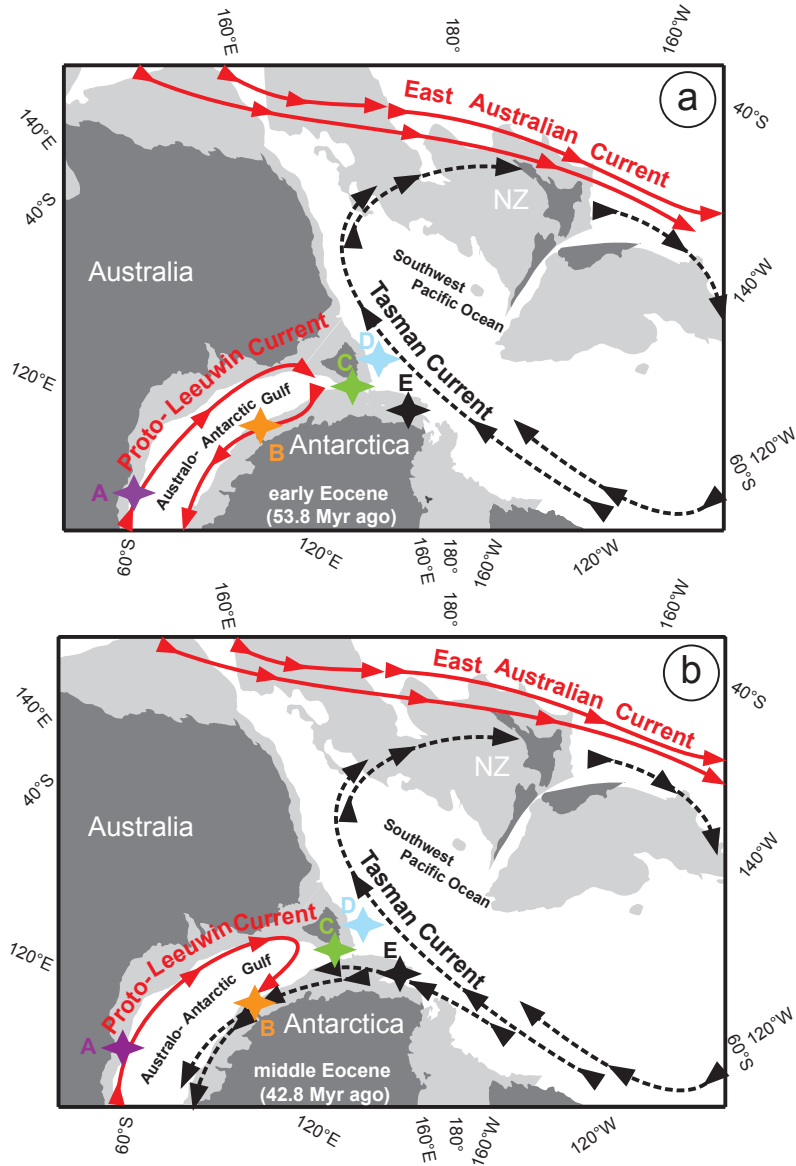 160°E
180°
160°W
a
East Australian Current
140°E
40°S
40°S
NZ
Australia
Southwest
Pacific Ocean
140°W
Tasman Current
D
C
E
120°E
Proto-Leeuwin Current
Australo- Antarctic Gulf
B
Antarctica
A
early Eocene
(53.8 Myr ago)
120°W
60°S
60°S
120°E
160°E
180°
160°W
120°W
160°E
180°
160°W
b
East Australian Current
140°E
40°S
40°S
NZ
Australia
Southwest
Pacific Ocean
140°W
Tasman Current
D
C
E
120°E
Proto-Leeuwin Current
Australo- Antarctic Gulf
B
Antarctica
A
middle Eocene
(42.8 Myr ago)
120°W
60°S
60°S
120°E
160°E
180°
160°W
120°W